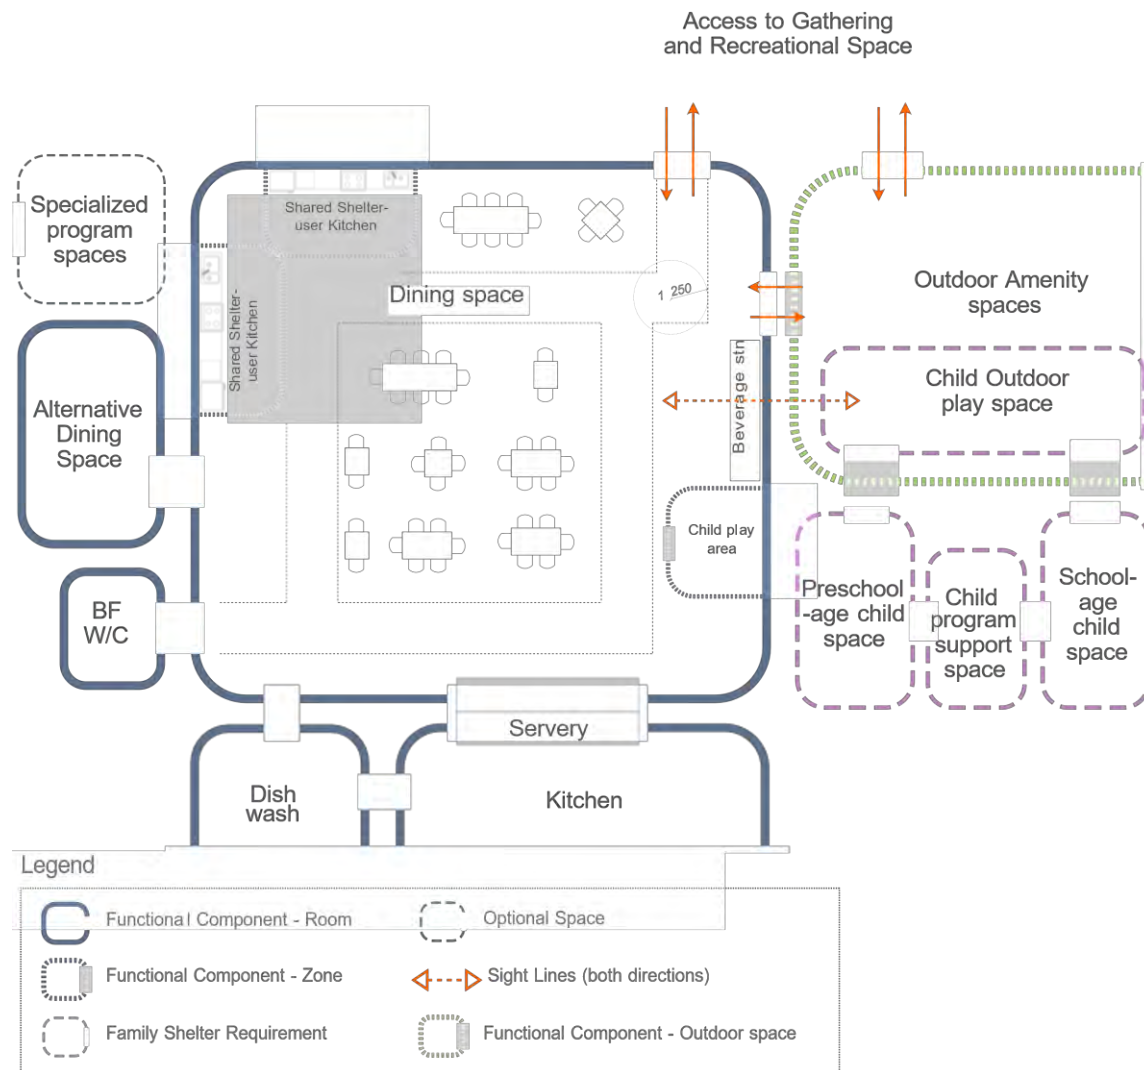 Access to Gathering
and Recreational Space
Specialized
program
spaces
Shared Shelter-
user Kitchen
Shared Shelter-
user Kitchen
Dining space
1 250
Outdoor Amenity
spaces
Child Outdoor
play space
Beverage stn
Alternative
Dining
Space
Child play
area
BF
W/C
Preschool
-age child
space
Child
program
support
space
School-
age
child
space
Servery
Dish
wash
Kitchen
Legend
Functional Component - Room
Optional Space
Functional Component - Zone
Sight Lines (both directions)
Family Shelter Requirement
Functional Component - Outdoor space